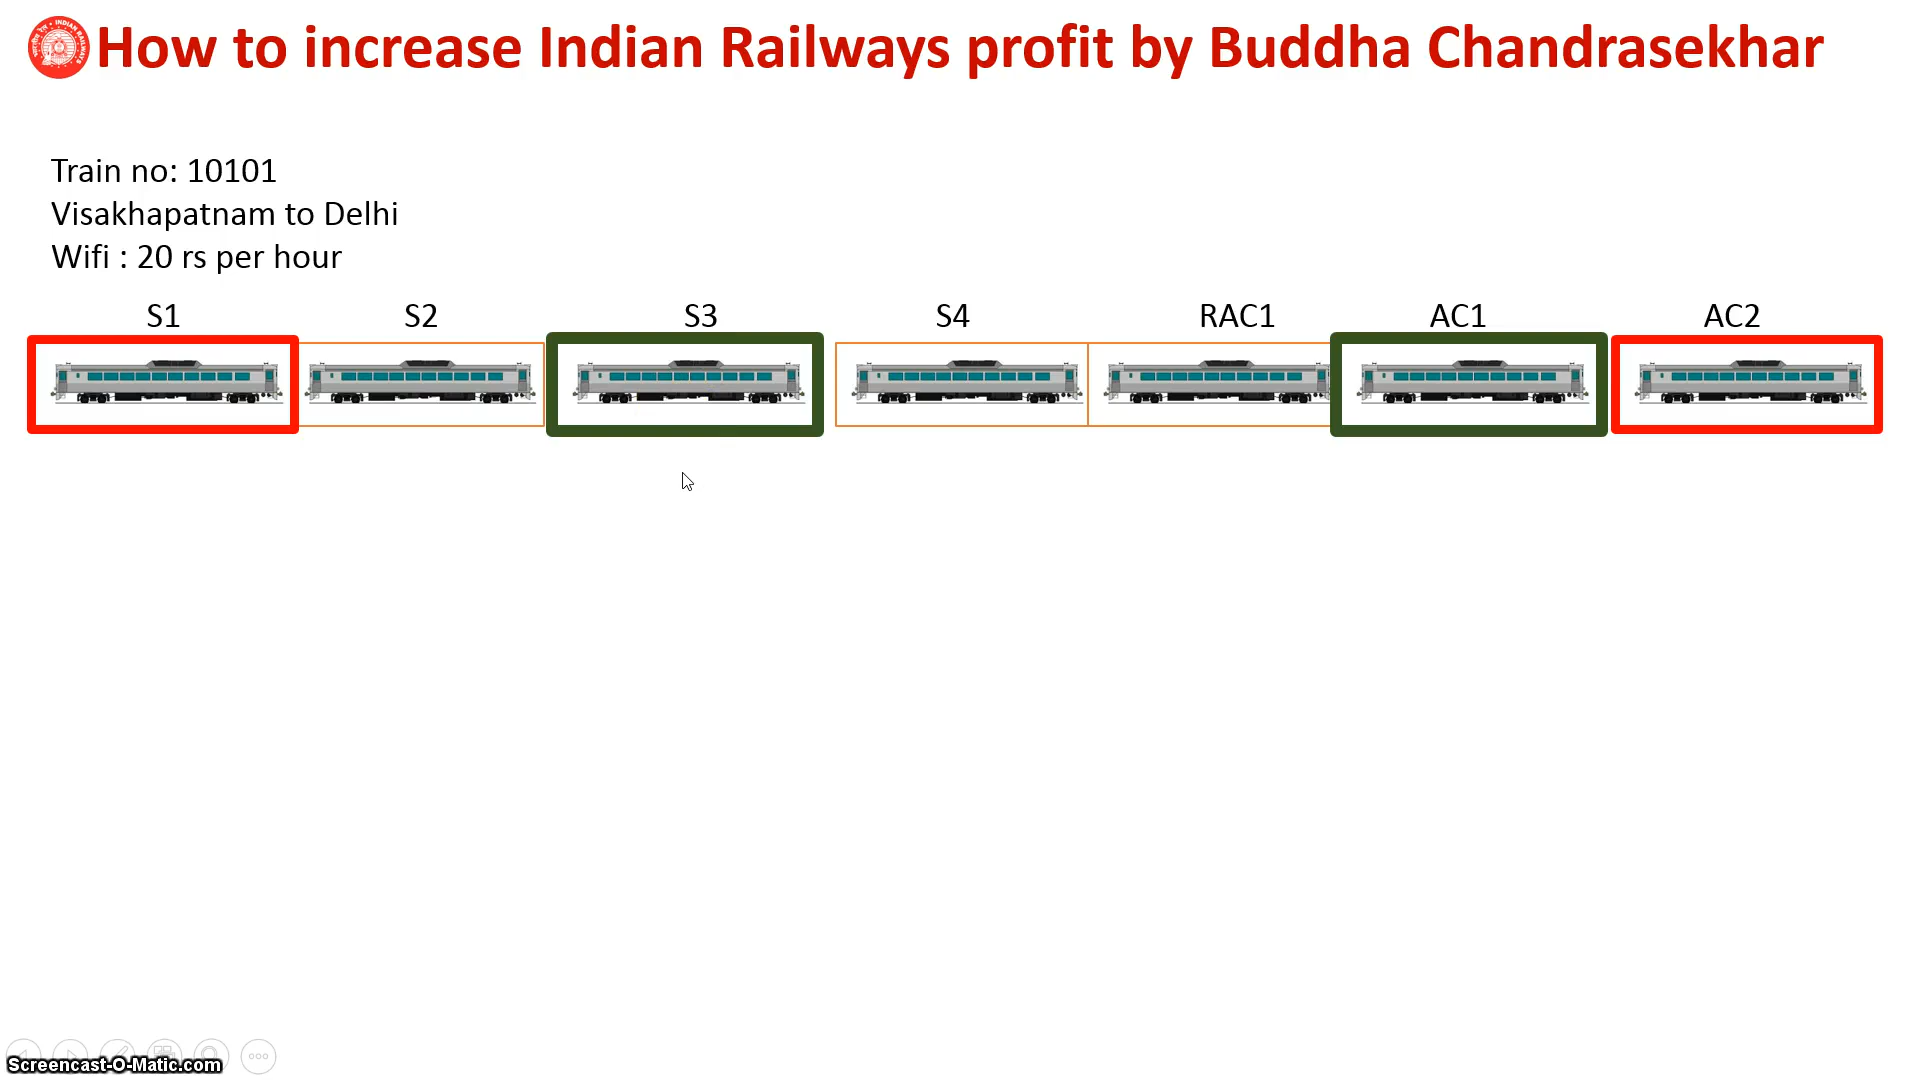 How to increase Indian Railways profit by Buddha Chandrasekhar
Train no: 10101
Visakhapatnam to Delhi
Wifi : 20 rs per hour
S1 S2 S3 S4 RAC1 AC1 AC2
Screencast-O-Matic.com